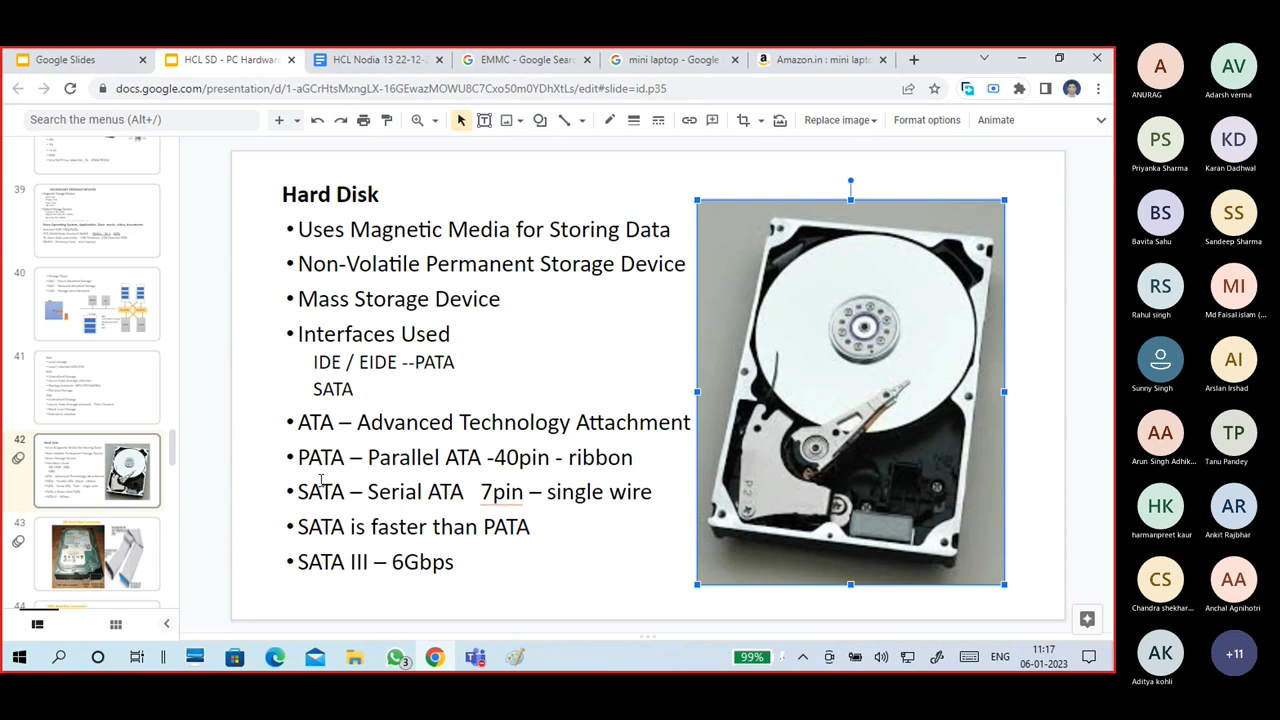 Google Slides
HCL SD - PC Hardwar
HCL Nodia 13 22-12-
EMMC - Google Sear
mini laptop - Google
Amazon.in : mini lapt
docs.google.com/presentation/d/1-aGCrHtsMxngLX-16GEwazMOWU8C7Cxo50m0YDhXtLs/edit#slide=id.p35
Search the menus (Alt+/)
Replace image
Format options
Animate
39
40
41
42
43
44
Hard Disk
•Uses Magnetic Media for Storing Data
•Non-Volatile Permanent Storage Device
•Mass Storage Device
•Interfaces Used
IDE / EIDE --PATA
SATA
•ATA – Advanced Technology Attachment
•PATA – Parallel ATA-40pin - ribbon
•SATA – Serial ATA 7pin – single wire
•SATA is faster than PATA
•SATA III – 6Gbps
3
99%
ENG
11:17
06-01-2023
A
ANURAG
AV
Adarsh verma
PS
Priyanka Sharma
KD
Karan Dadhwal
BS
Bavita Sahu
SS
Sandeep Sharma
RS
Rahul singh
MI
Md Faisal islam (...
Sunny Singh
AI
Arslan Irshad
AA
Arun Singh Adhik...
TP
Tanu Pandey
HK
harmanpreet kaur
AR
Ankit Rajbhar
CS
Chandra shekhar...
AA
Anchal Agnihotri
AK
Aditya kohli
+11